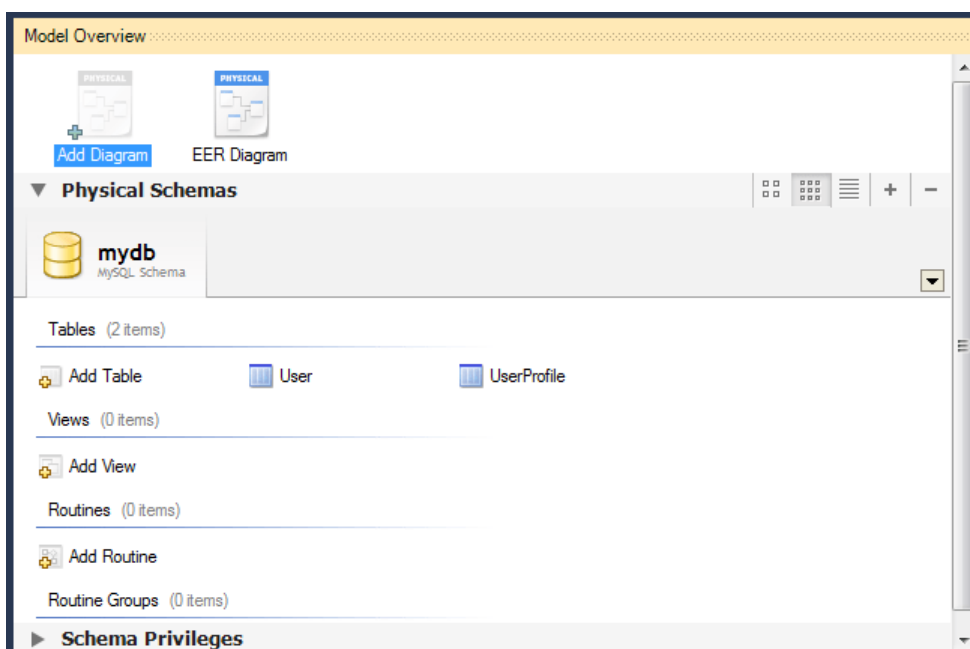 Model Overview
PHYSICAL PHYSICAL
Add Diagram EER Diagram
Physical Schemas
mydb
MySQL Schema
Tables (2 items)
Add Table User UserProfile
Views (0 items)
Add View
Routines (0 items)
Add Routine
Routine Groups (0 items)
Schema Privileges